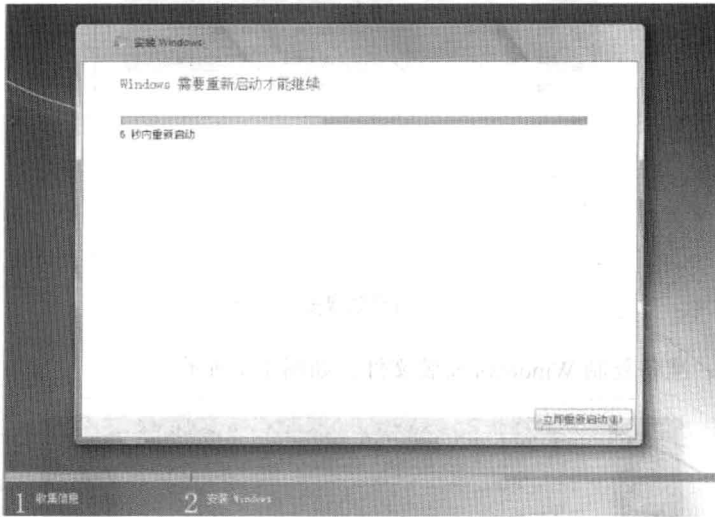 安装 Windows
Windows 需要重新启动才能继续
6 秒内重新启动
立即重新启动(R)
1 收集信息
2 安装 Windows